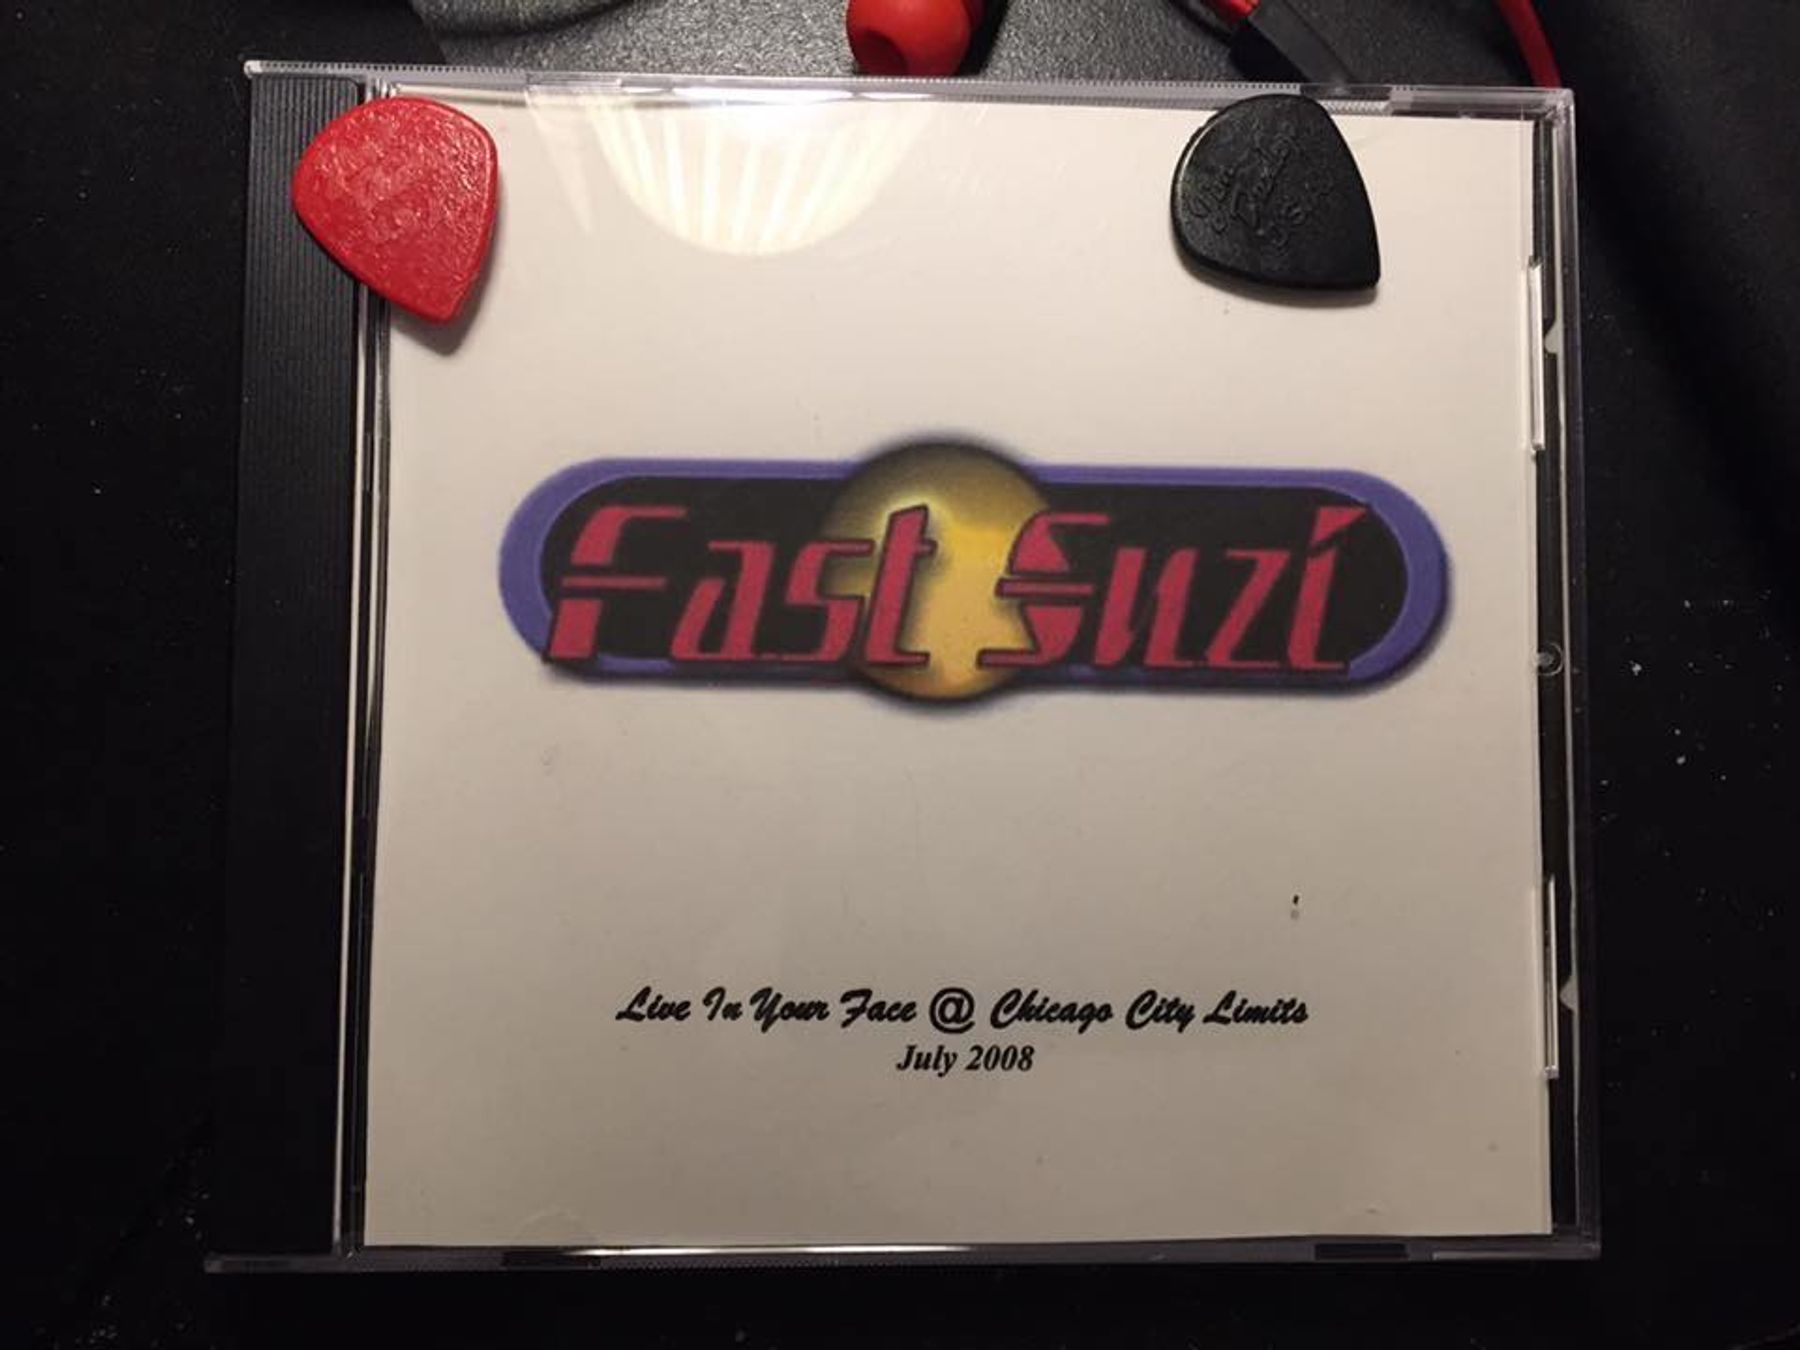 Fast Suzi
Live In Your Face @ Chicago City Limits
July 2008